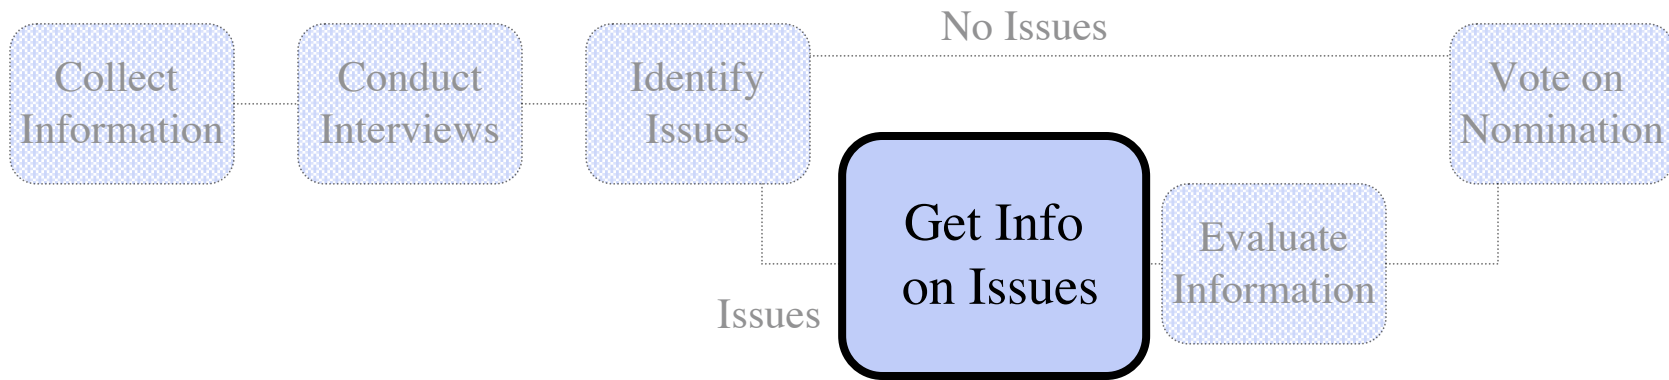 Collect
Information
Conduct
Interviews
Identify
Issues
No Issues
Vote on
Nomination
Issues
Get Info
on Issues
Evaluate
Information